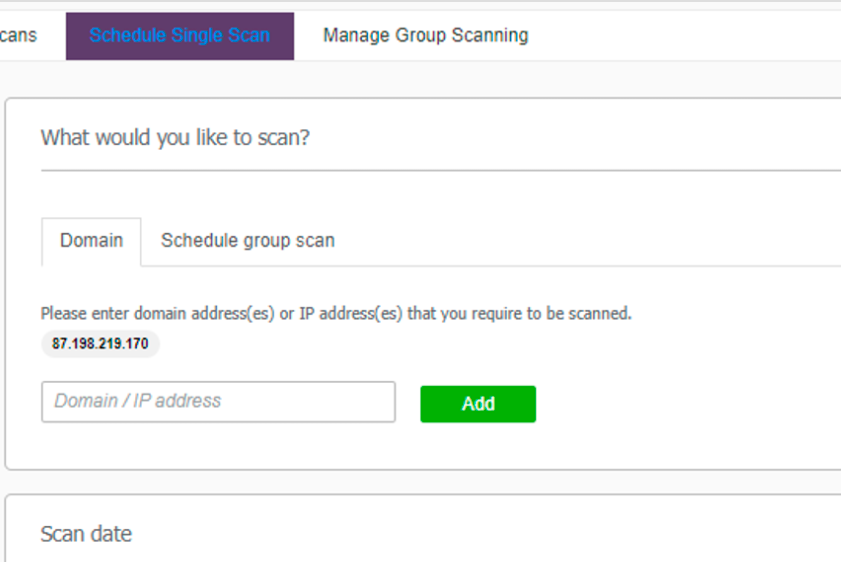 cans Schedule Single Scan Manage Group Scanning
What would you like to scan?
Domain Schedule group scan
Please enter domain address(es) or IP address(es) that you require to be scanned.
87.198.219.170
Domain / IP address Add
Scan date